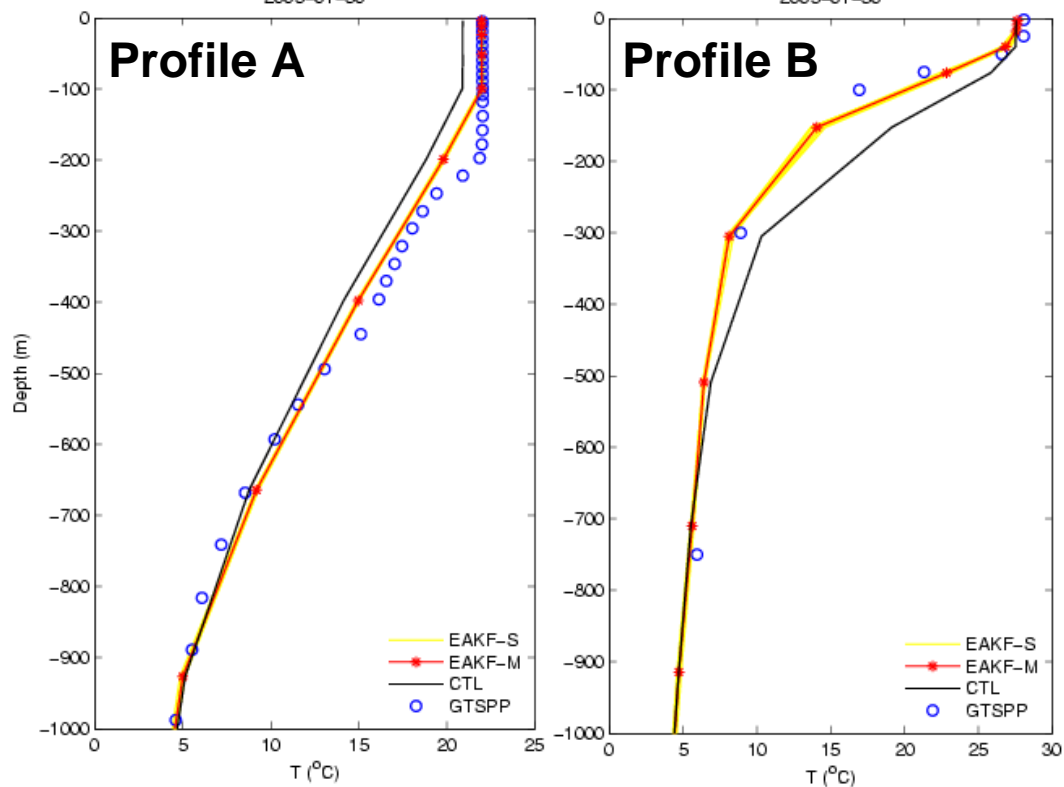 Profile A
Profile B
0
−100
−200
−300
−400
−500
−600
−700
−800
−900
−1000
Depth (m)
0
5
10
15
20
25
T (°C)
EAKF−S
EAKF−M
CTL
GTSPP
0
−100
−200
−300
−400
−500
−600
−700
−800
−900
−1000
0
5
10
15
20
25
30
T (°C)
EAKF−S
EAKF−M
CTL
GTSPP